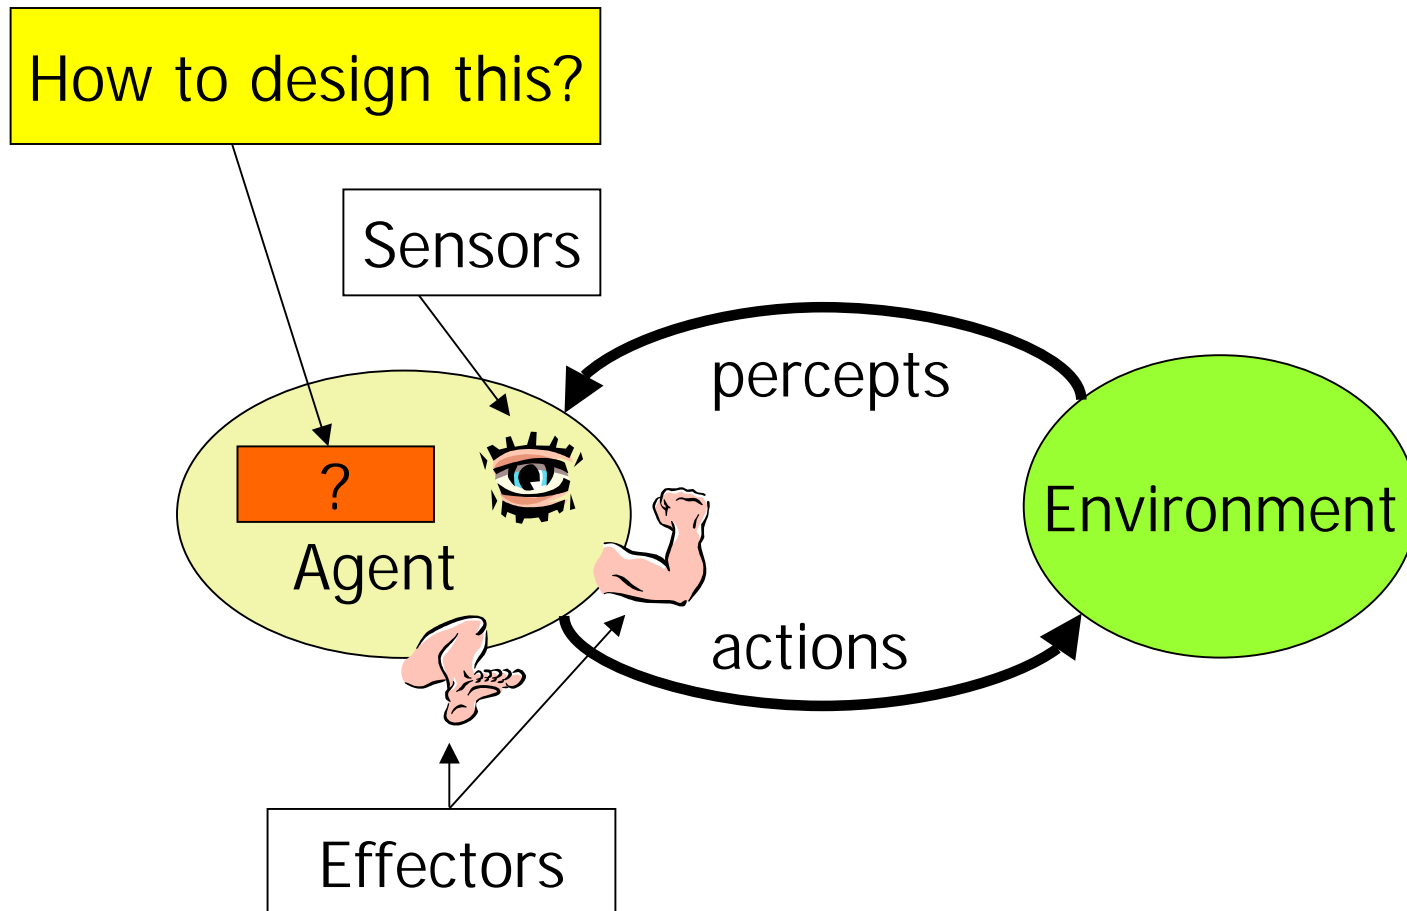 How to design this?
Sensors
percepts
?
Environment
Agent
actions
Effectors